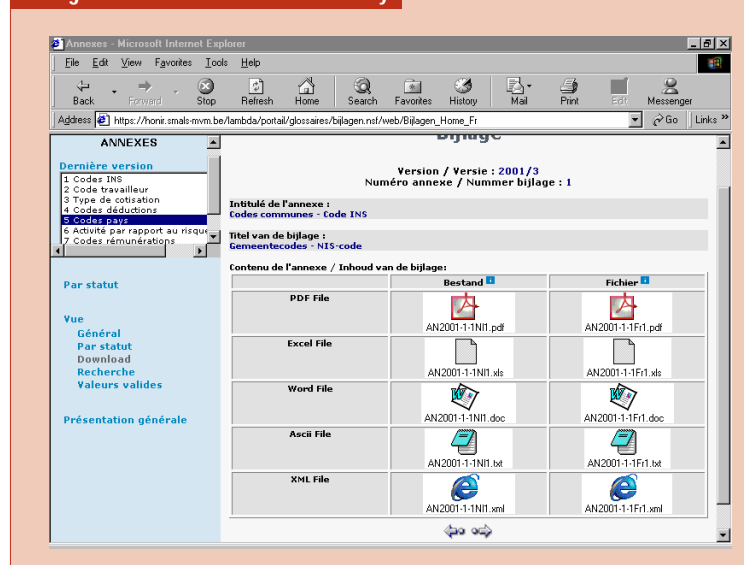 Annexes - Microsoft Internet Explorer
File Edit View Favorites Tools Help
Back Forward Stop Refresh Home Search Favorites History Mail Print Edit Messenger
Address https://honir.smals-mvm.be/lambda/portail/glossaires/bijlagen.nsf/web/Bijlagen_Home_Fr Go Links »
ANNEXES
Dernière version
1 Codes INS
2 Code travailleur
3 Type de cotisation
4 Codes déductions
5 Codes pays
6 Activité par rapport au risque
7 Codes rémunérations
Par statut
Vue
Général
Par statut
Download
Recherche
Valeurs valides
Présentation générale
Bijlage
Version / Versie : 2001/3
Numéro annexe / Nummer bijlage : 1
Intitulé de l'annexe :
Codes communes - Code INS
Titel van de bijlage :
Gemeentecodes - NIS-code
Contenu de l'annexe / Inhoud van de bijlage:
Bestand Fichier
PDF File
AN2001-1-1Nl1.pdf AN2001-1-1Fr1.pdf
Excel File
AN2001-1-1Nl1.xls AN2001-1-1Fr1.xls
Word File
AN2001-1-1Nl1.doc AN2001-1-1Fr1.doc
Ascii File
AN2001-1-1Nl1.txt AN2001-1-1Fr1.txt
XML File
AN2001-1-1Nl1.xml AN2001-1-1Fr1.xml